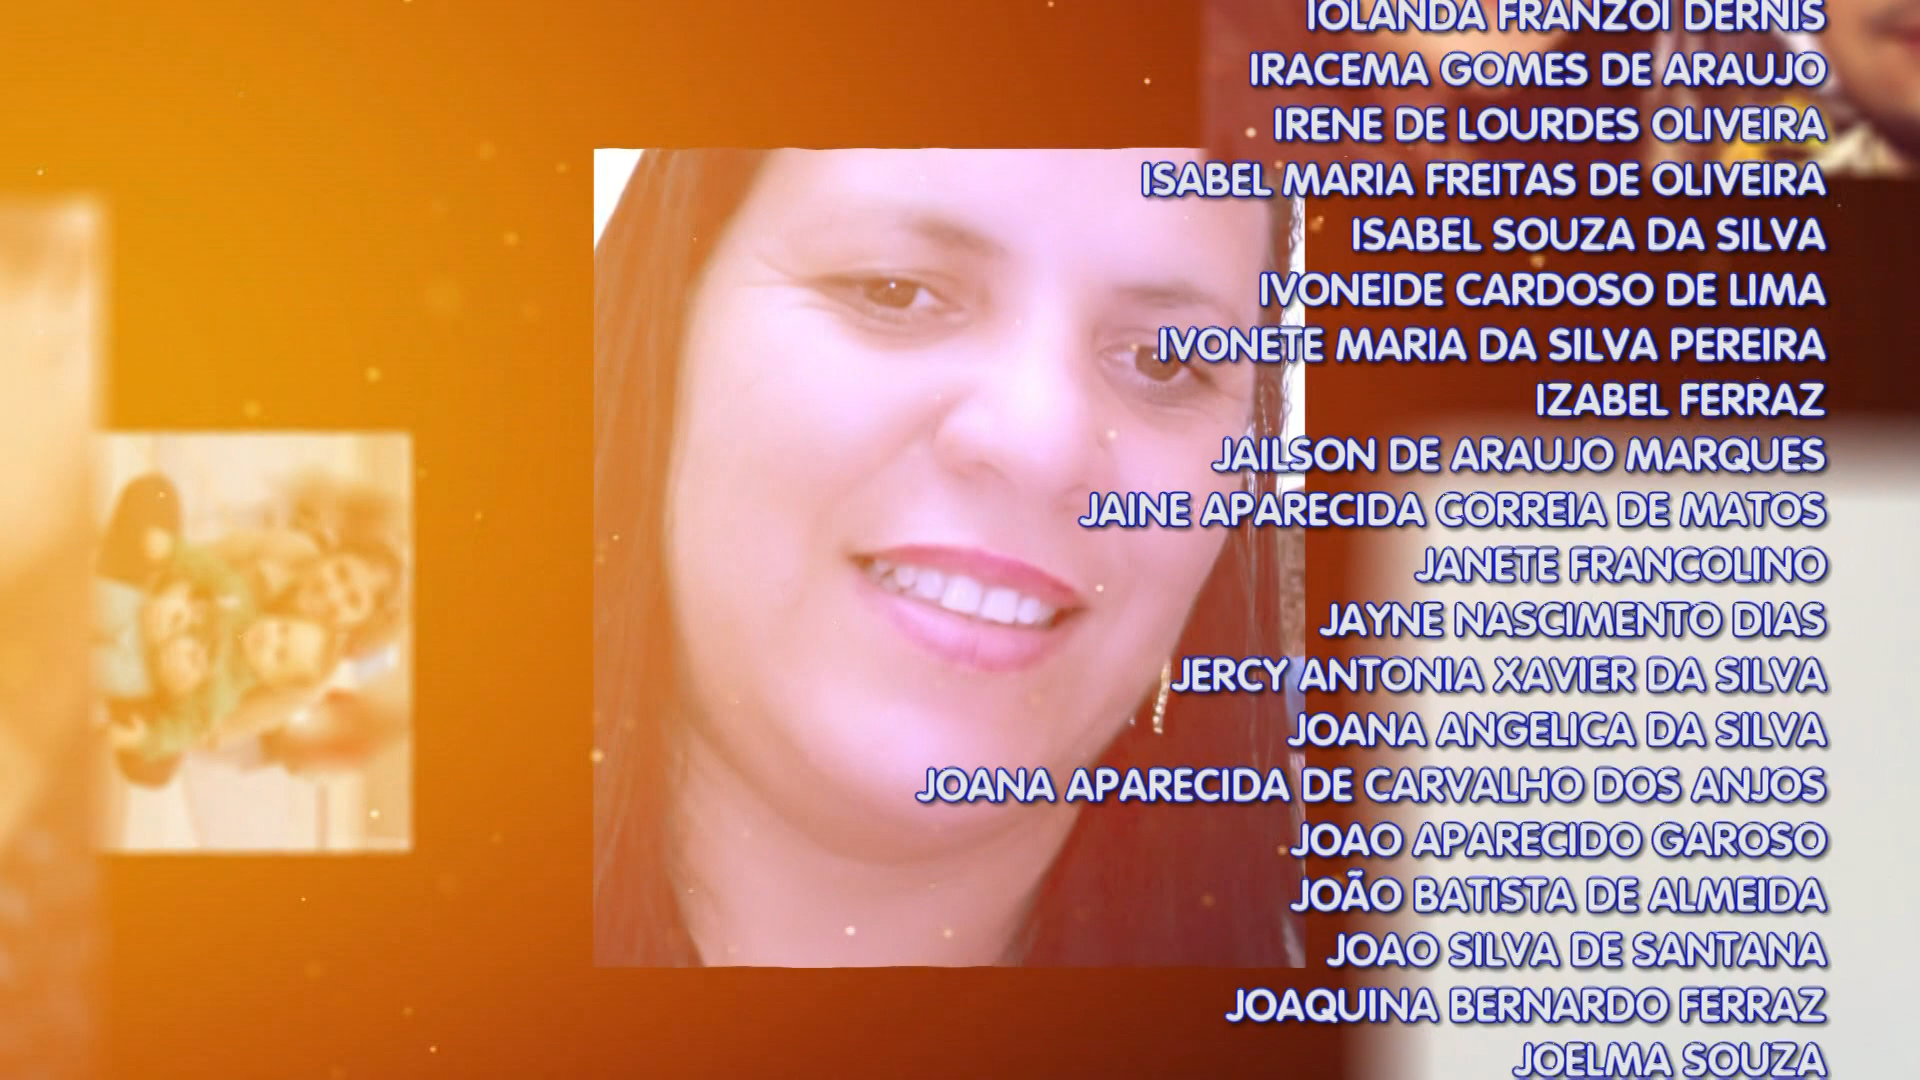 IOLANDA FRANZOI DERNIS
IRACEMA GOMES DE ARAUJO
IRENE DE LOURDES OLIVEIRA
ISABEL MARIA FREITAS DE OLIVEIRA
ISABEL SOUZA DA SILVA
IVONEIDE CARDOSO DE LIMA
IVONETE MARIA DA SILVA PEREIRA
IZABEL FERRAZ
JAILSON DE ARAUJO MARQUES
JAINE APARECIDA CORREIA DE MATOS
JANETE FRANCOLINO
JAYNE NASCIMENTO DIAS
JERCY ANTONIA XAVIER DA SILVA
JOANA ANGELICA DA SILVA
JOANA APARECIDA DE CARVALHO DOS ANJOS
JOAO APARECIDO GAROSO
JOÃO BATISTA DE ALMEIDA
JOAO SILVA DE SANTANA
JOAQUINA BERNARDO FERRAZ
JOELMA SOUZA